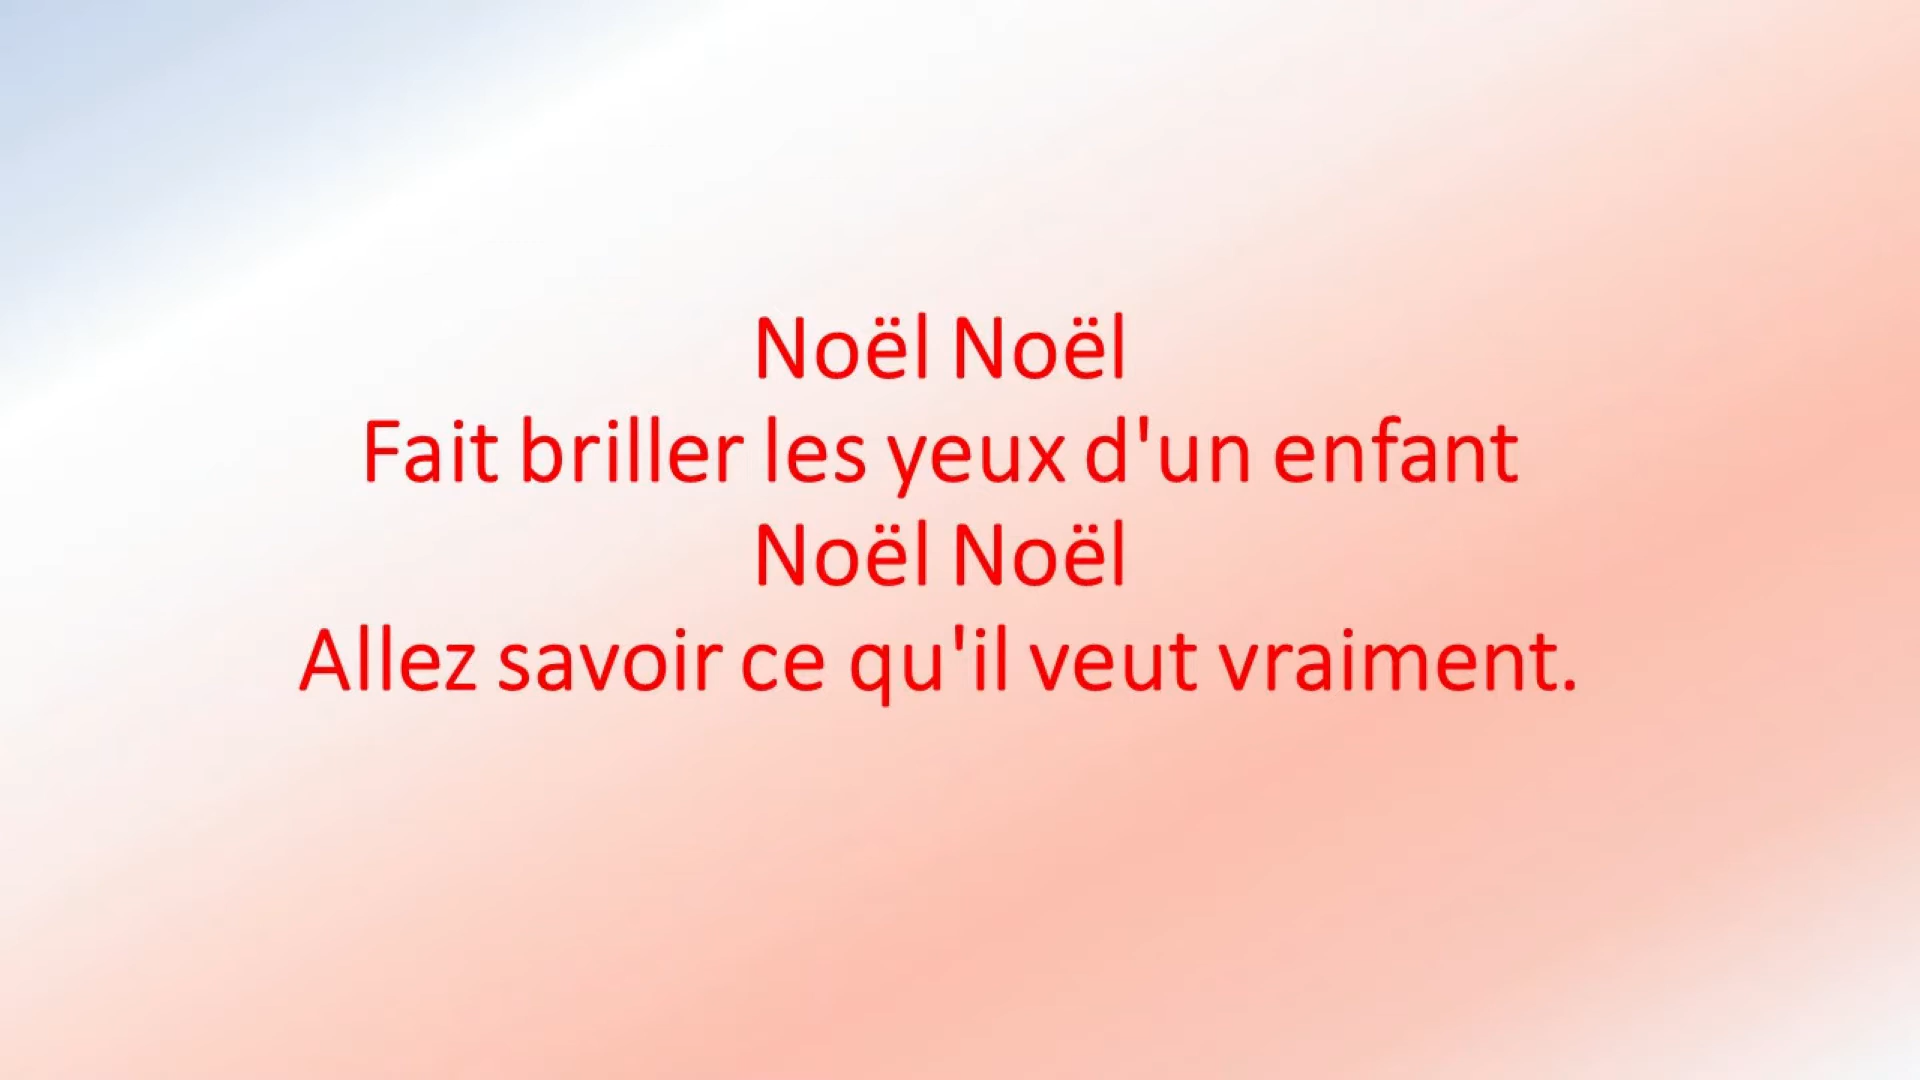 Noël Noël
Fait briller les yeux d'un enfant
Noël Noël
Allez savoir ce qu'il veut vraiment.